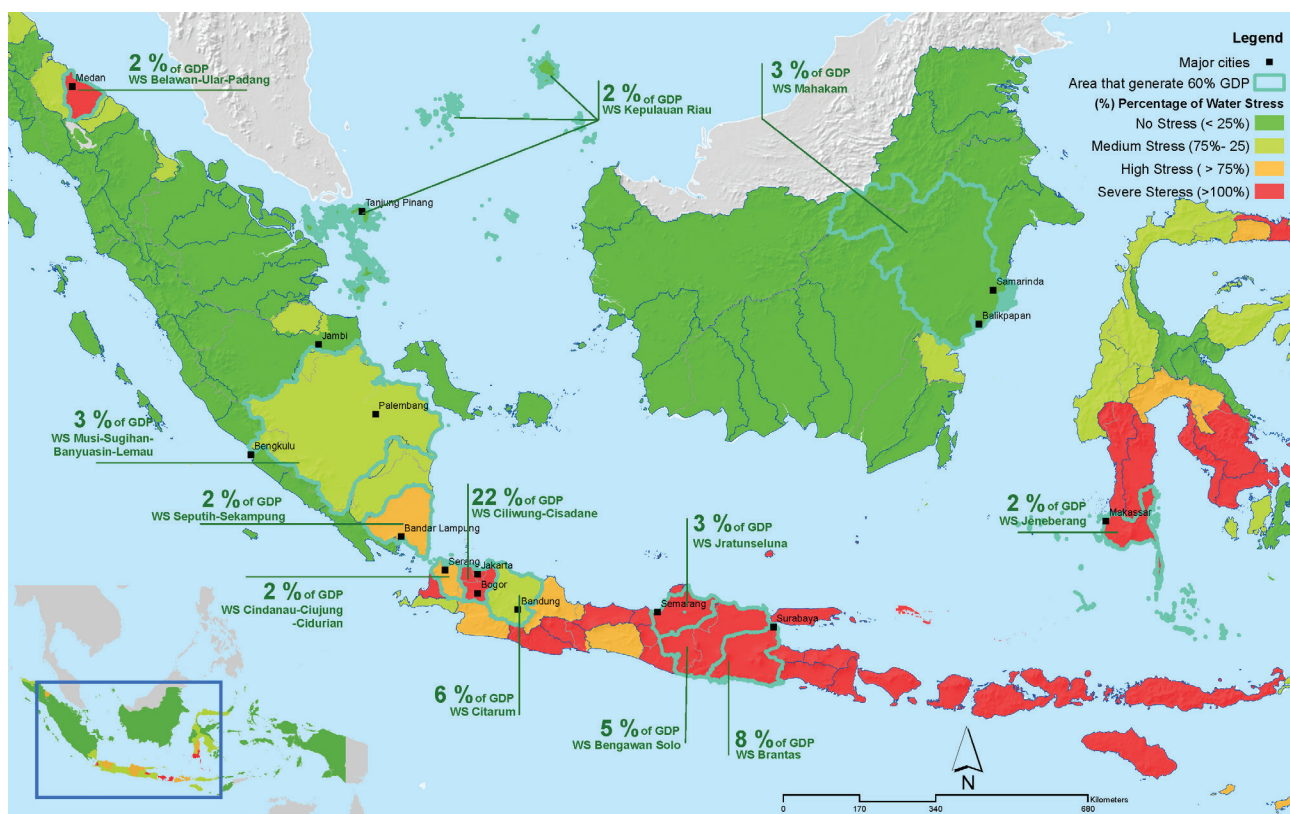 2 % of GDP
WS Belawan-Ular-Padang
Medan
2 % of GDP
WS Kepulauan Riau
3 % of GDP
WS Mahakam
Legend
Major cities
Area that generate 60% GDP
(%) Percentage of Water Stress
No Stress (< 25%)
Medium Stress (75%- 25)
High Stress ( > 75%)
Severe Steress (>100%)
Tanjung Pinang
Samarinda
Balikpapan
Jambi
Palembang
3 % of GDP
WS Musi-Sugihan-
Banyuasin-Lemau
Bengkulu
2 % of GDP
WS Seputih-Sekampung
Bandar Lampung
22 % of GDP
WS Ciliwung-Cisadane
3 % of GDP
WS Jratunseluna
2 % of GDP
WS Jeneberang
Makassar
Serang
Jakarta
Bogor
Bandung
2 % of GDP
WS Cindanau-Ciujung
-Cidurian
Semarang
Surabaya
6 % of GDP
WS Citarum
5 % of GDP
WS Bengawan Solo
8 % of GDP
WS Brantas
N
0 170 340 680 Kilometers